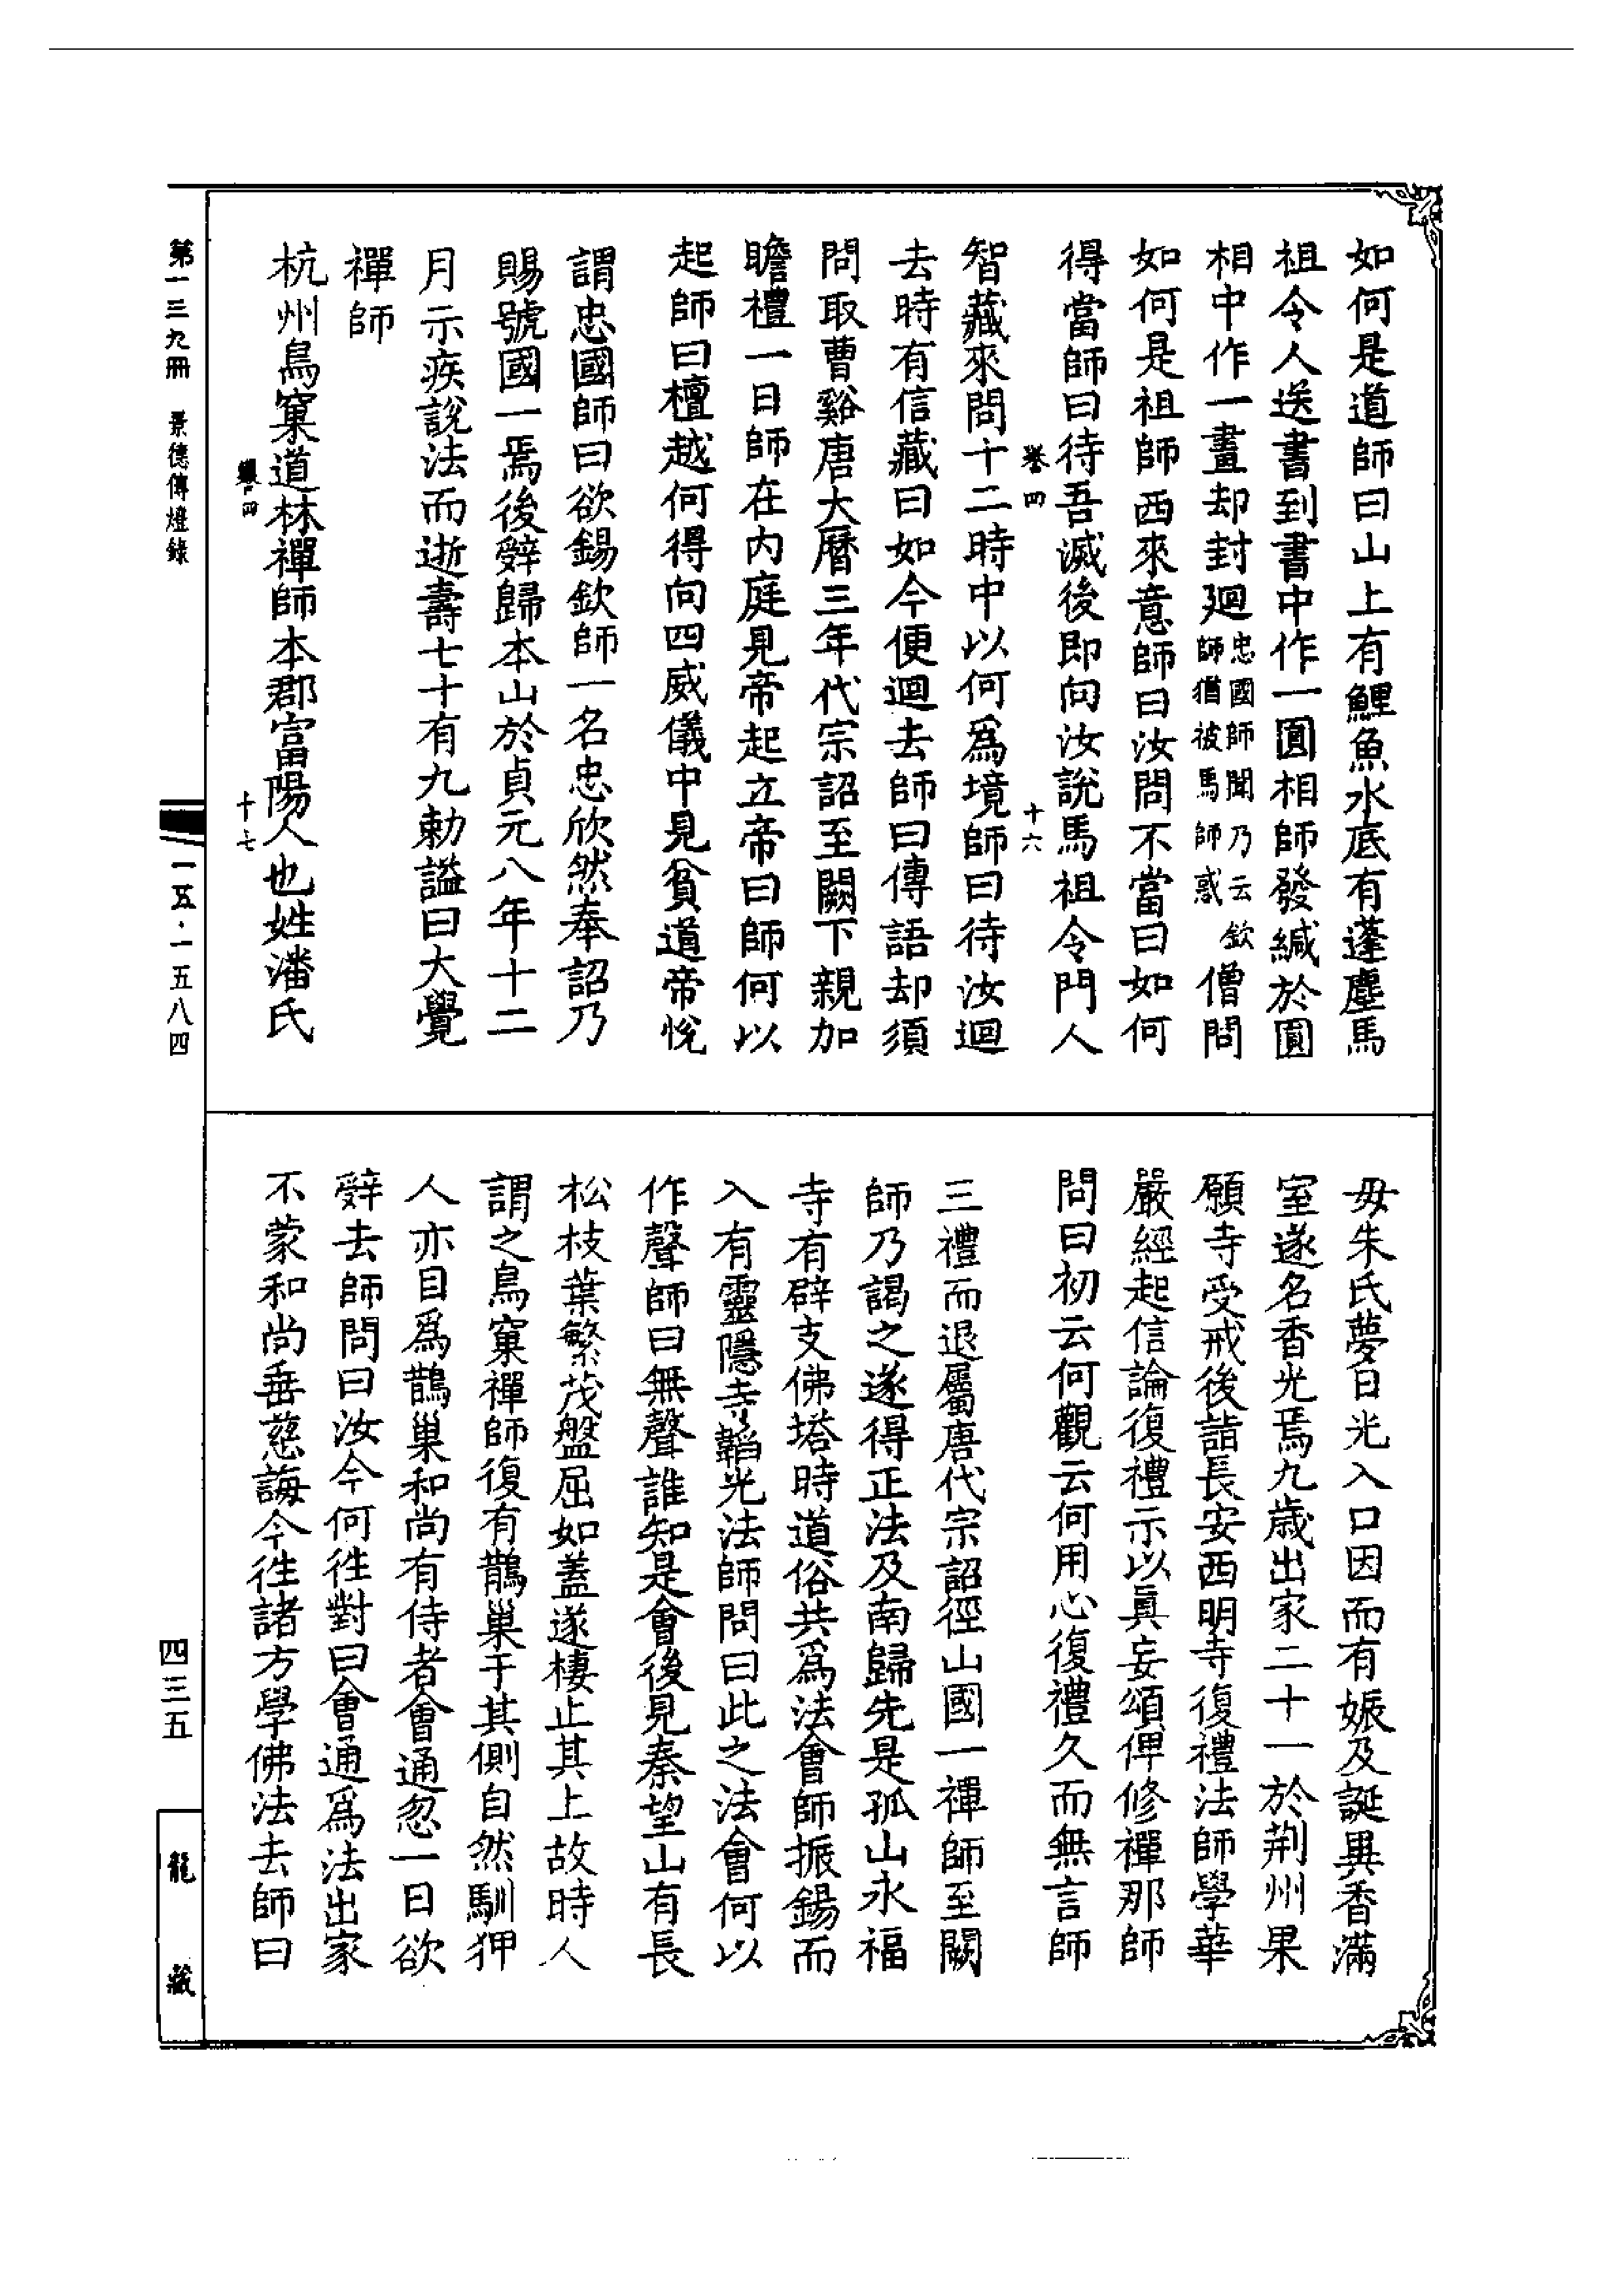 如何是道師曰山上有鯉魚水底有蓬塵馬
祖令人送書到書中作一圓相師發緘於圓
相中作一畫却封迴忠國師聞乃云欽師猶被馬師惑僧問
如何是祖師西來意師曰汝問不當曰如何
得當師曰待吾滅後即向汝說馬祖令門人
卷四 十六
智藏來問十二時中以何爲境師曰待汝迴
去時有信藏曰如今便迴去師曰傳語却須
問取曹谿唐大曆三年代宗詔至闕下親加
瞻禮一日師在内庭見帝起立帝曰師何以
起師曰檀越何得向四威儀中見貧道帝悅
謂忠國師曰欲錫欽師一名忠欣然奉詔乃
賜號國一焉後辤歸本山於貞元八年十二
月示疾說法而逝壽七十有九勅謚曰大覺
禪師
杭州鳥窠道林禪師本郡富陽人也姓潘氏
四 十七
母朱氏夢日光入口因而有娠及誕異香滿
室遂名香光焉九歲出家二十一於荆州果
願寺受戒後詣長安西明寺復禮法師學華
嚴經起信論復禮示以眞妄頌俾修禪那師
問曰初云何觀云何用心復禮久而無言師
三禮而退屬唐代宗詔徑山國一禪師至闕
師乃謁之遂得正法及南歸先是孤山永福
寺有辟支佛塔時道俗共爲法會師振錫而
入有靈隱寺韜光法師問曰此之法會何以
作聲師曰無聲誰知是會後見秦望山有長
松枝葉繁茂盤屈如蓋遂棲止其上故時人
謂之鳥窠禪師復有鵲巢于其側自然馴狎
人亦目爲鵲巢和尚有侍者會通忽一日欲
辤去師問曰汝今何往對曰會通爲法出家
不蒙和尚垂慈誨今往諸方學佛法去師曰
第一三九冊 景德傳燈錄
一五·一五八四
四三五
龍藏